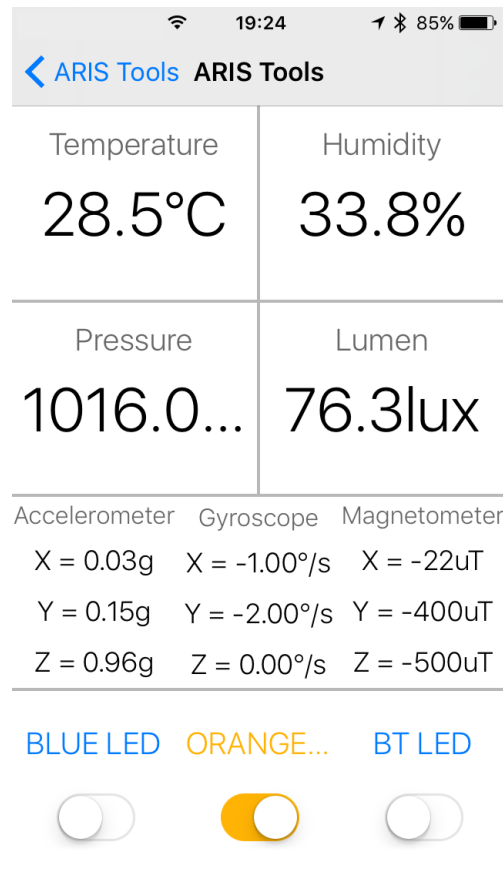 19:24 85%
ARIS Tools ARIS Tools
Temperature Humidity
28.5°C 33.8%
Pressure Lumen
1016.0... 76.3lux
Accelerometer Gyroscope Magnetometer
X = 0.03g X = -1.00°/s X = -22uT
Y = 0.15g Y = -2.00°/s Y = -400uT
Z = 0.96g Z = 0.00°/s Z = -500uT
BLUE LED ORANGE... BT LED